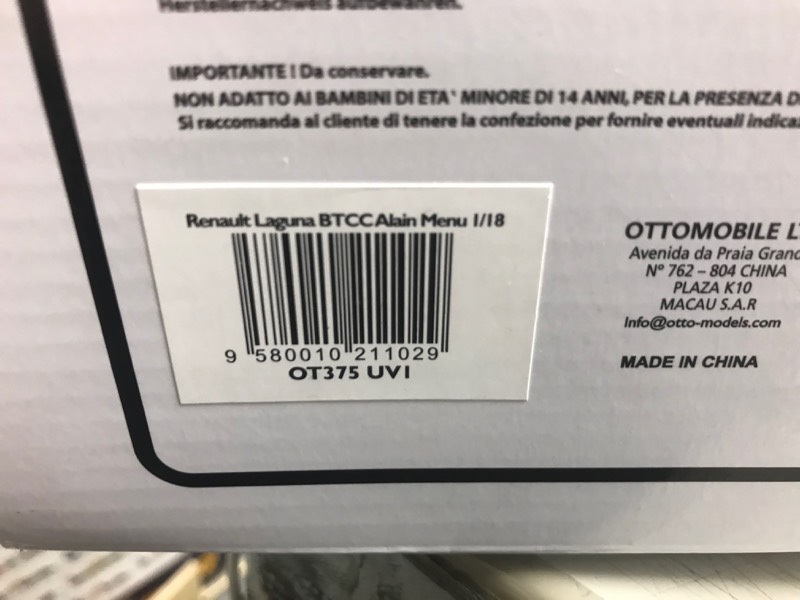 Herstellernachweis aufbewahren.
IMPORTANTE ! Da conservare.
NON ADATTO AI BAMBINI DI ETA` MINORE DI 14 ANNI, PER LA PRESENZA D
Si raccomanda al cliente di tenere la confezione per fornire eventuali indica
Renault Laguna BTCC Alain Menu 1/18
9 580010 211029
OT375 UV1
OTTOMOBILE L
Avenida da Praia Grand
Nº 762 – 804 CHINA
PLAZA K10
MACAU S.A.R
Info@otto-models.com
MADE IN CHINA